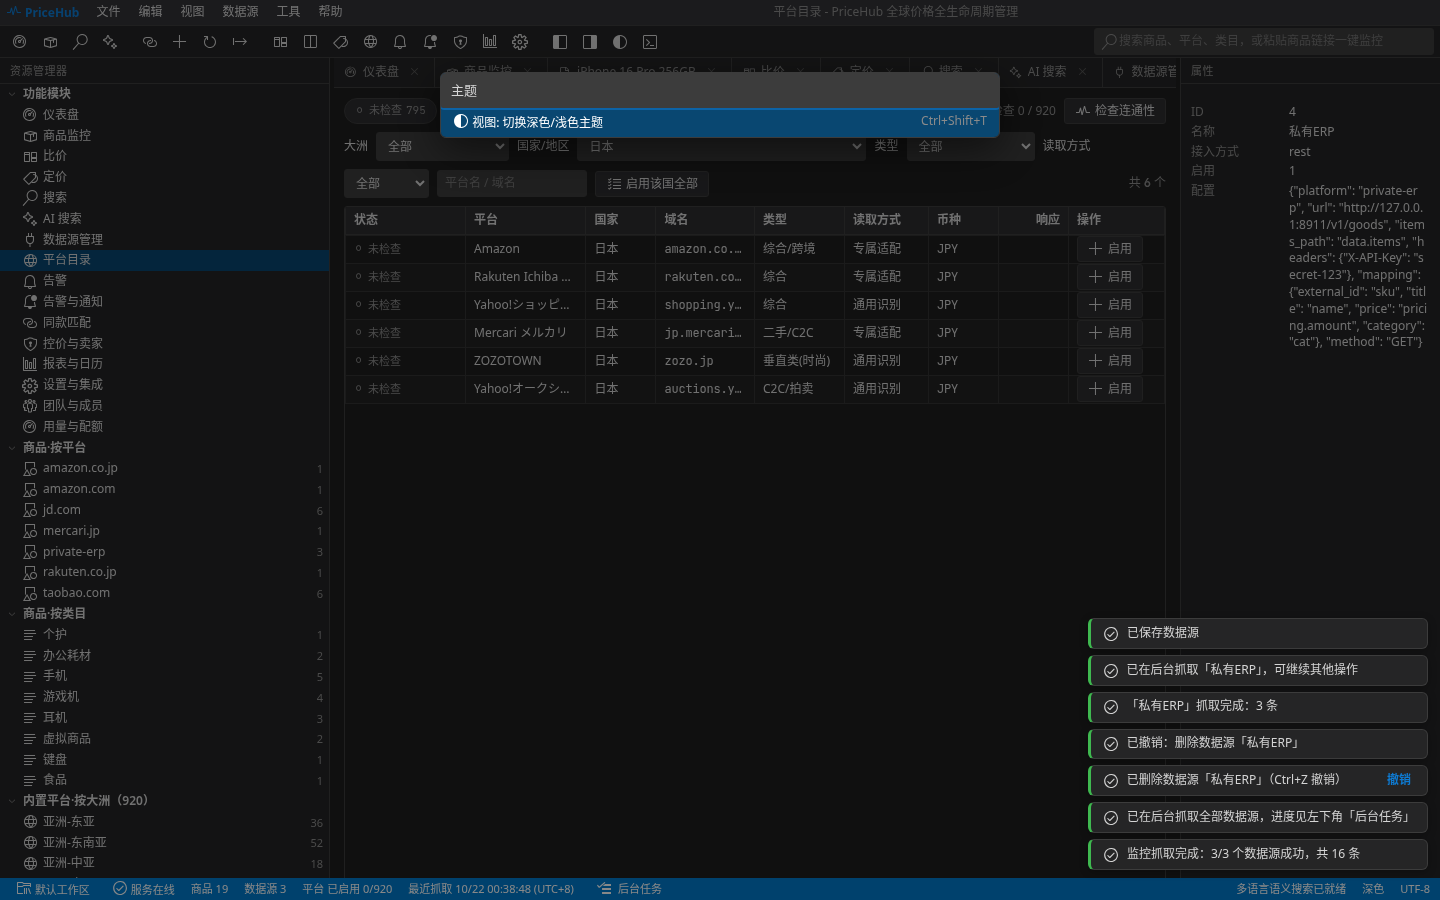 PriceHub 文件 编辑 视图 数据源 工具 帮助 平台目录 - PriceHub 全球价格全生命周期管理
搜索商品、平台、类目，或粘贴商品链接一键监控
资源管理器
功能模块
仪表盘
商品监控
比价
定价
搜索
AI 搜索
数据源管理
平台目录
告警
告警与通知
同款匹配
控价与卖家
报表与日历
设置与集成
团队与成员
用量与配额
商品·按平台
amazon.co.jp 1
amazon.com 1
jd.com 6
mercari.jp 1
private-erp 3
rakuten.co.jp 1
taobao.com 6
商品·按类目
个护 1
办公耗材 2
手机 5
游戏机 4
耳机 3
虚拟商品 2
键盘 1
食品 1
内置平台·按大洲（920）
亚洲-东亚 36
亚洲-东南亚 52
亚洲-中亚 18
仪表盘 商品监控 iPhone 16 Pro 256GB 比价 定价 搜索 AI 搜索 数据源管
主题
视图: 切换深色/浅色主题 Ctrl+Shift+T
未检查 795 查 0 / 920 检查连通性
大洲 全部 国家/地区 日本 类型 全部 读取方式
全部 平台名 / 域名 启用该国全部 共 6 个
状态 平台 国家 域名 类型 读取方式 币种 响应 操作
未检查 Amazon 日本 amazon.co.… 综合/跨境 专属适配 JPY 启用
未检查 Rakuten Ichiba … 日本 rakuten.co… 综合 专属适配 JPY 启用
未检查 Yahoo!ショッピ… 日本 shopping.y… 综合 通用识别 JPY 启用
未检查 Mercari メルカリ 日本 jp.mercari… 二手/C2C 专属适配 JPY 启用
未检查 ZOZOTOWN 日本 zozo.jp 垂直类(时尚) 通用识别 JPY 启用
未检查 Yahoo!オークシ… 日本 auctions.y… C2C/拍卖 通用识别 JPY 启用
属性
ID 4
名称 私有ERP
接入方式 rest
启用 1
配置 {"platform": "private-er
p", "url": "http://127.0.0.
1:8911/v1/goods", "item
s_path": "data.items", "h
eaders": {"X-API-Key": "s
ecret-123"}, "mapping":
{"external_id": "sku", "titl
e": "name", "price": "prici
ng.amount", "category":
"cat"}, "method": "GET"}
已保存数据源
已在后台抓取「私有ERP」，可继续其他操作
「私有ERP」抓取完成：3 条
已撤销：删除数据源「私有ERP」
已删除数据源「私有ERP」（Ctrl+Z 撤销） 撤销
已在后台抓取全部数据源，进度见左下角「后台任务」
监控抓取完成：3/3 个数据源成功，共 16 条
默认工作区 服务在线 商品 19 数据源 3 平台 已启用 0/920 最近抓取 10/22 00:38:48 (UTC+8) 后台任务 多语言语义搜索已就绪 深色 UTF-8